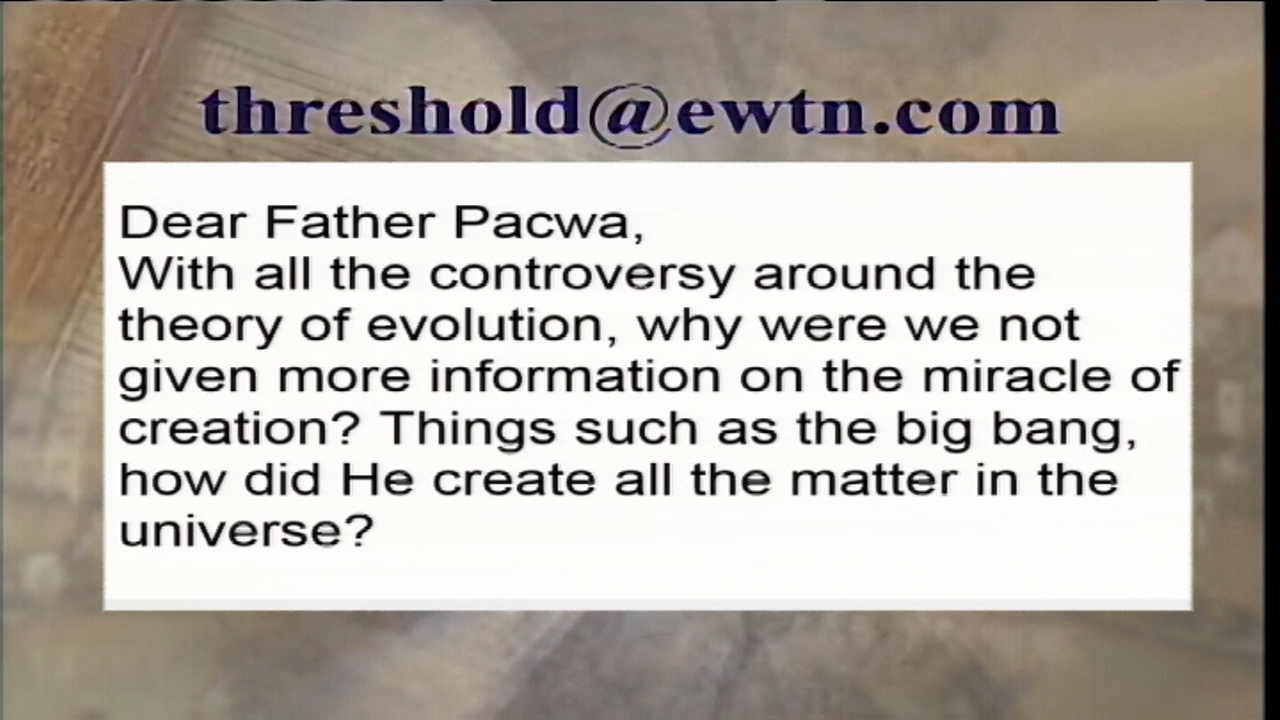 threshold@ewtn.com
Dear Father Pacwa,
With all the controversy around the
theory of evolution, why were we not
given more information on the miracle of
creation? Things such as the big bang,
how did He create all the matter in the
universe?